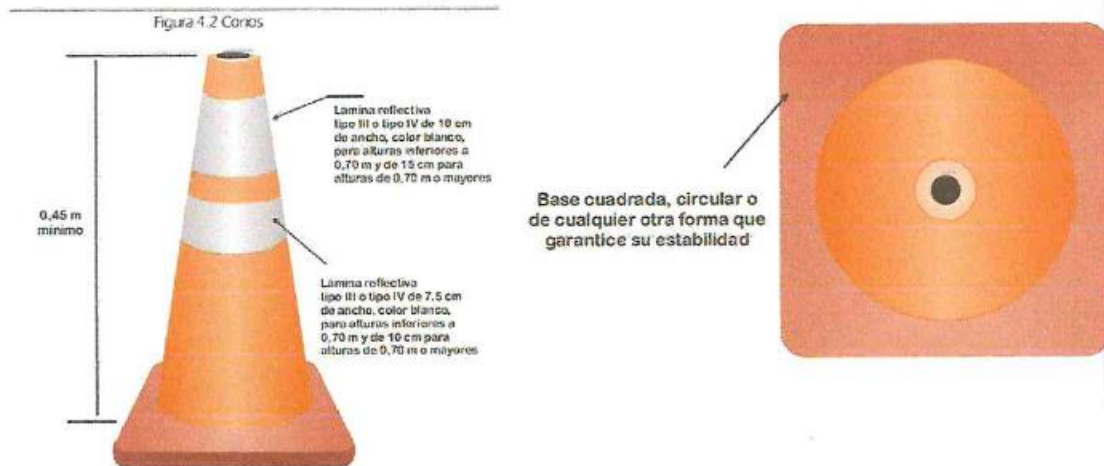 Figura 4.2 Conos
Lamina reflectiva
tipo III o tipo IV de 10 cm
de ancho, color blanco,
para alturas inferiores a
0,70 m y de 15 cm para
alturas de 0,70 m o mayores
0,45 m
mínimo
Lamina reflectiva
tipo III o tipo IV de 7,5 cm
de ancho, color blanco,
para alturas inferiores a
0,70 m y de 10 cm para
alturas de 0,70 m o mayores
Base cuadrada, circular o
de cualquier otra forma que
garantice su estabilidad